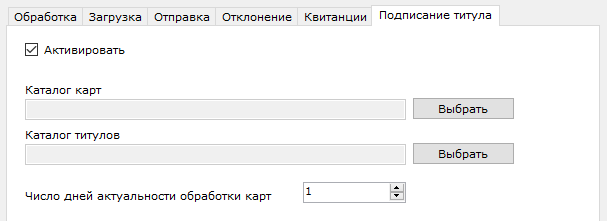 Обработка Загрузка Отправка Отклонение Квитанции Подписание титула
Активировать
Каталог карт
Выбрать
Каталог титулов
Выбрать
Число дней актуальности обработки карт 1